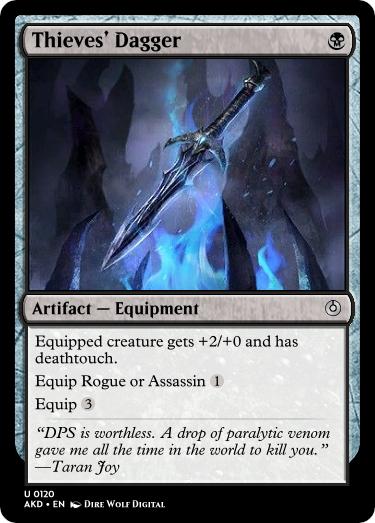 Thieves’ Dagger
Artifact — Equipment
Equipped creature gets +2/+0 and has
deathtouch.
Equip Rogue or Assassin 1
Equip 3
“DPS is worthless. A drop of paralytic venom
gave me all the time in the world to kill you.”
—Taran Joy
U 0120
AKD • EN Dire Wolf Digital